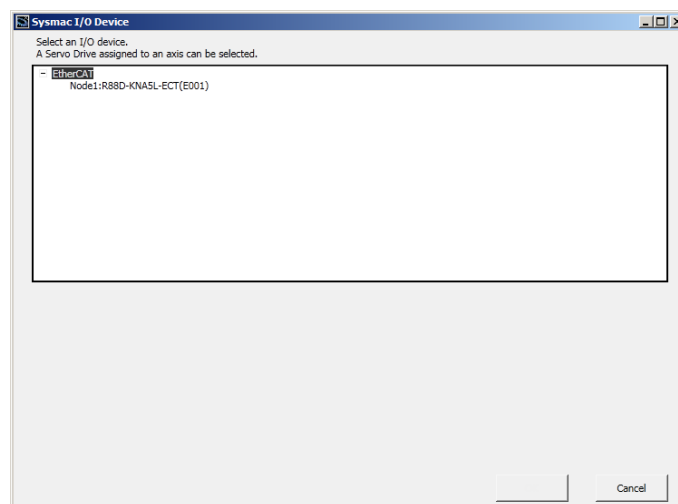 Sysmac I/O Device
Select an I/O device.
A Servo Drive assigned to an axis can be selected.
- EtherCAT
Node1:R88D-KNA5L-ECT(E001)
Cancel